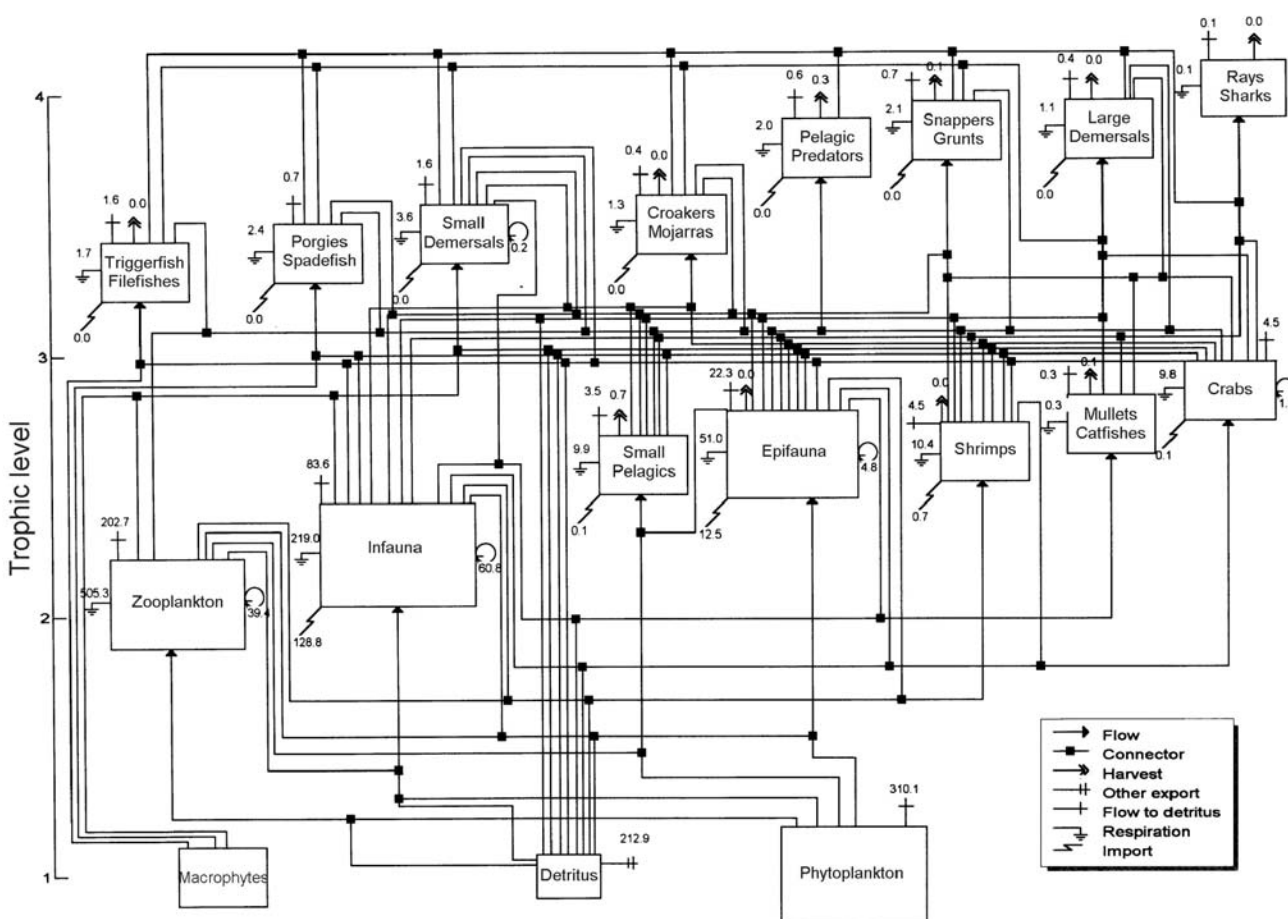 0.1
0.0
Rays
Sharks
0.1
0.4
0.0
Large
Demersals
1.1
0.0
0.7
0.1
Snappers
Grunts
2.1
0.0
0.6
0.3
Pelagic
Predators
2.0
0.0
0.4
0.0
Croakers
Mojarras
1.3
0.0
1.6
Small
Demersals
3.6
0.2
0.0
0.7
Porgies
Spadefish
2.4
0.0
1.6
0.0
Triggerfish
Filefishes
1.7
0.0
4
3
2
1
Trophic level
4.5
9.8
Crabs
1.
0.1
0.3
0.1
0.3
Mullets
Catfishes
0.0
4.5
10.4
Shrimps
0.7
22.3
0.0
51.0
Epifauna
4.8
12.5
3.5
0.7
9.9
Small
Pelagics
0.1
83.6
219.0
Infauna
60.8
128.8
202.7
505.3
Zooplankton
39.4
Macrophytes
Detritus
212.9
310.1
Phytoplankton
Flow
Connector
Harvest
Other export
Flow to detritus
Respiration
Import